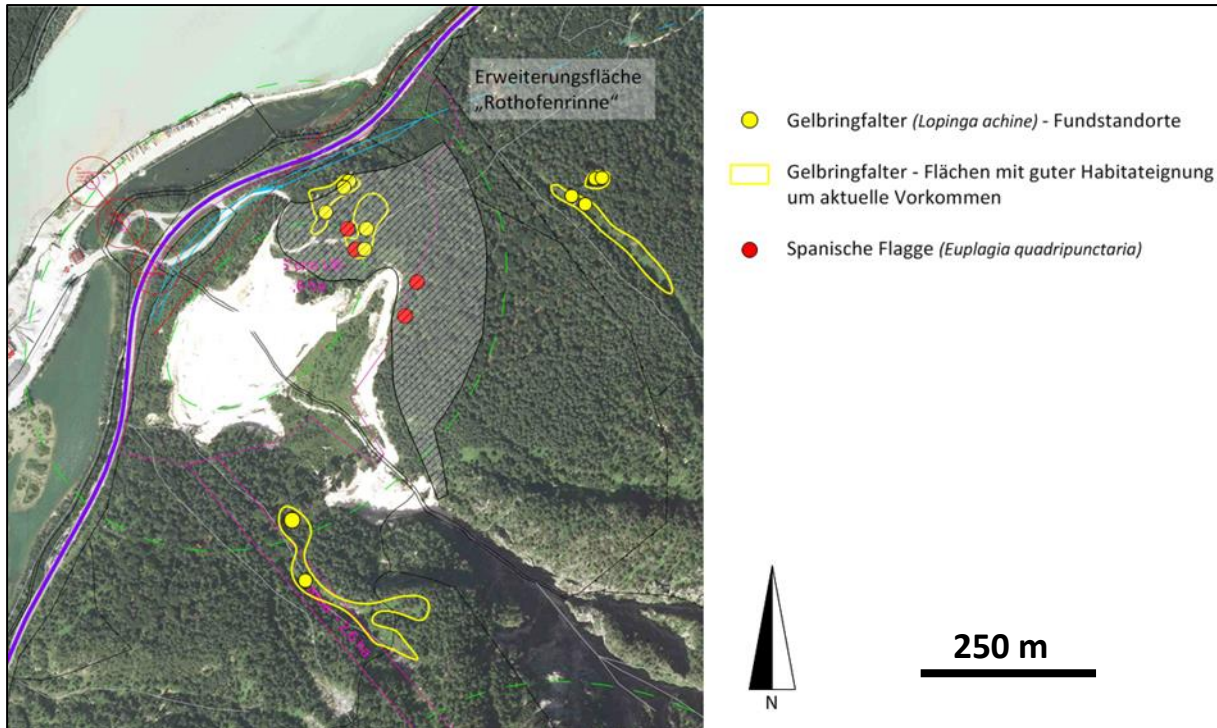 Erweiterungsfläche
„Rothofenrinne“
Gelbringfalter (Lopinga achine) - Fundstandorte
Gelbringfalter - Flächen mit guter Habitateignung
um aktuelle Vorkommen
Spanische Flagge (Euplagia quadripunctaria)
N
250 m